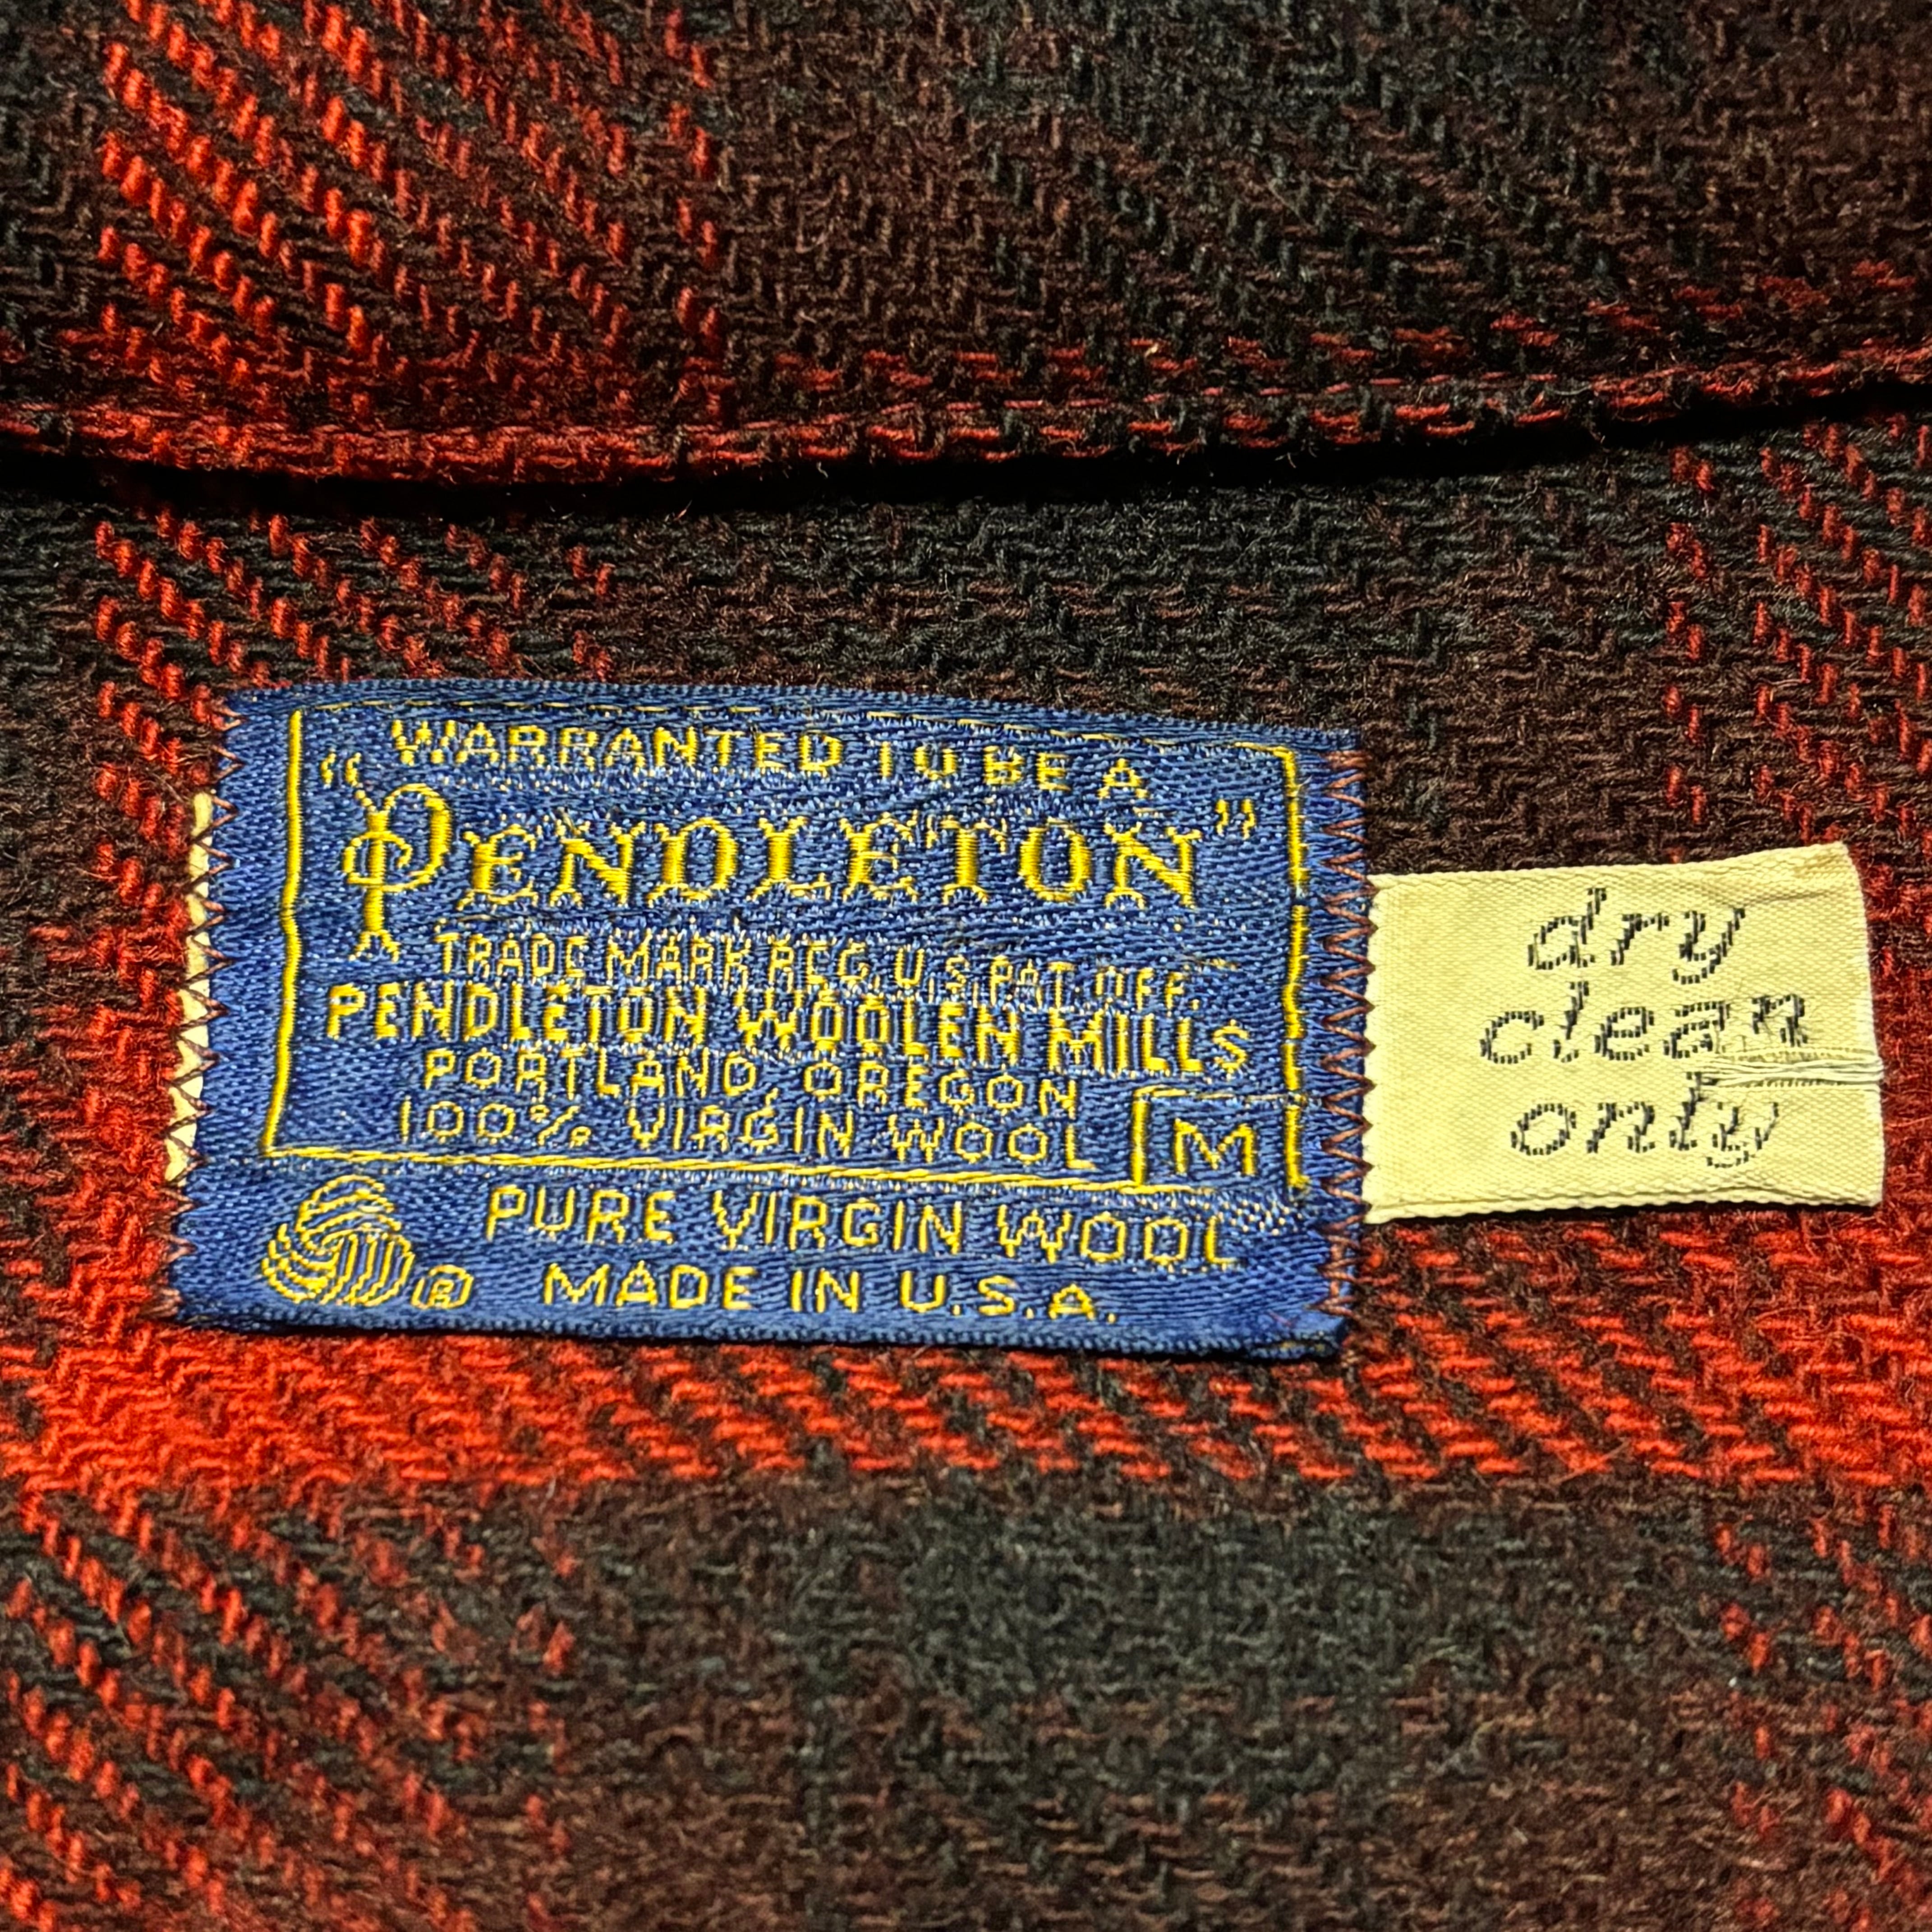 WARRANTED TO BE A
"PENDLETON"
TRADE MARK REG. U.S. PAT. OFF.
PENDLETON WOOLEN MILLS
PORTLAND, OREGON
100% VIRGIN WOOL
M
PURE VIRGIN WOOL
® MADE IN U.S.A.
dry
clean
only